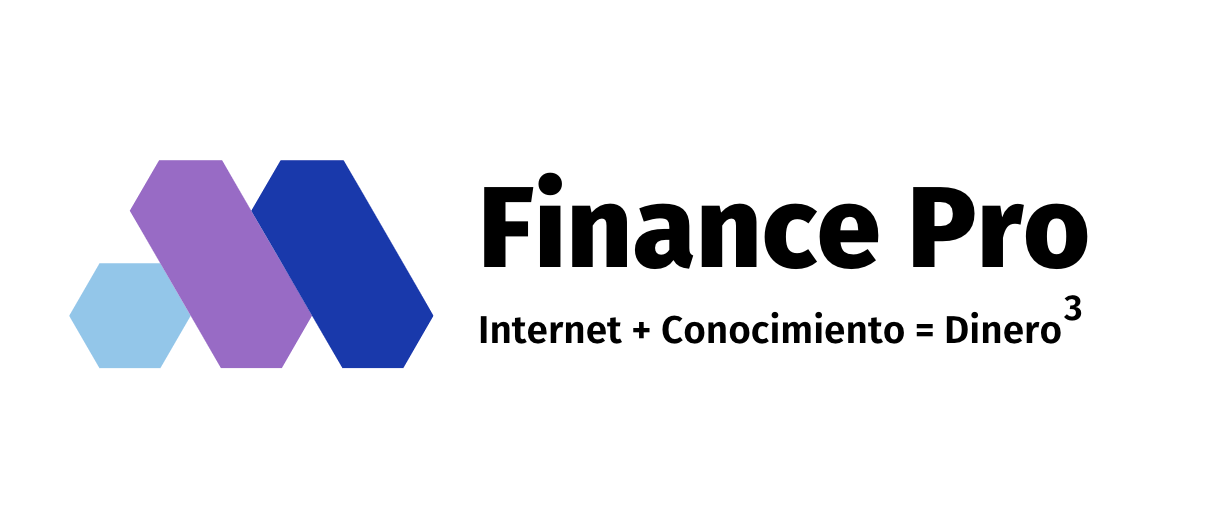 Finance Pro
Internet + Conocimiento = Dinero³